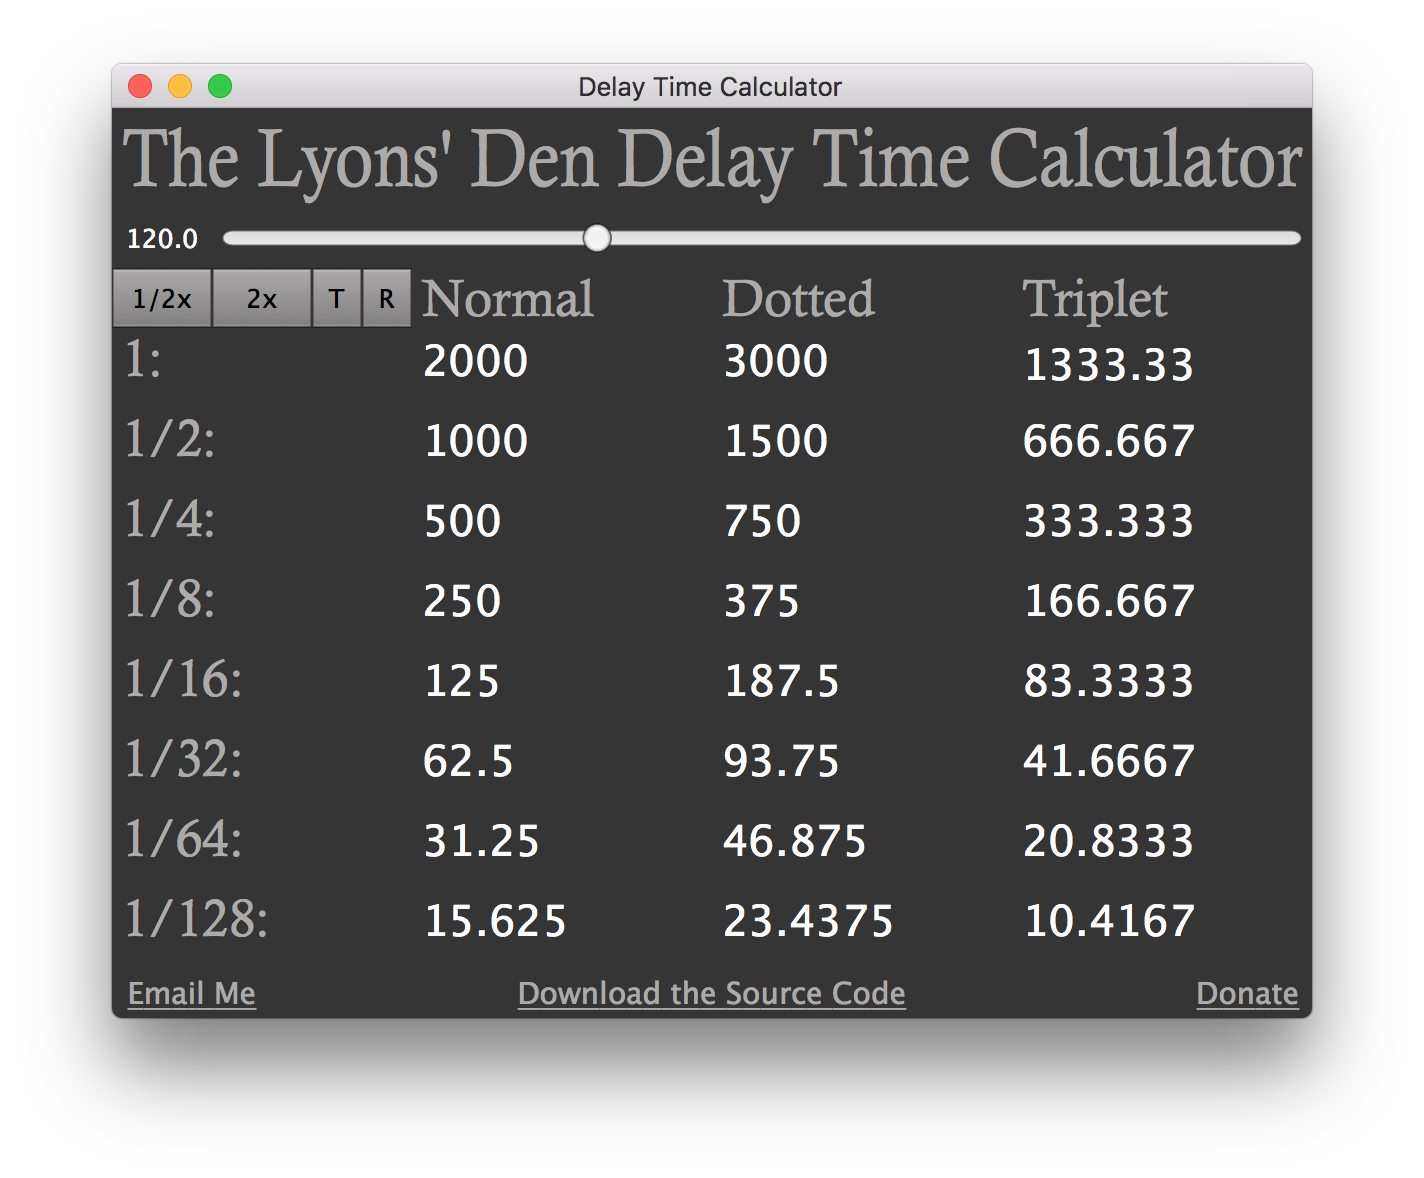 Delay Time Calculator
The Lyons' Den Delay Time Calculator
120.0
1/2x 2x T R Normal Dotted Triplet
1: 2000 3000 1333.33
1/2: 1000 1500 666.667
1/4: 500 750 333.333
1/8: 250 375 166.667
1/16: 125 187.5 83.3333
1/32: 62.5 93.75 41.6667
1/64: 31.25 46.875 20.8333
1/128: 15.625 23.4375 10.4167
Email Me Download the Source Code Donate